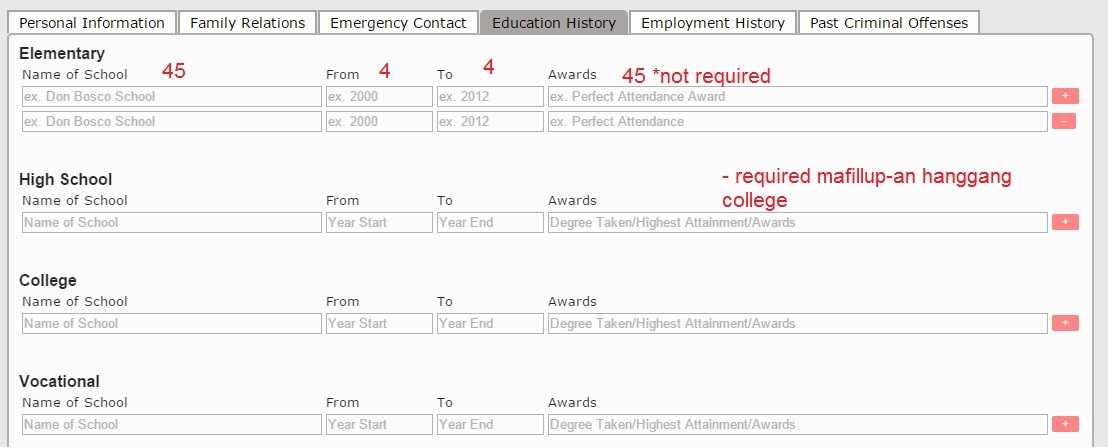 Personal Information Family Relations Emergency Contact Education History Employment History Past Criminal Offenses
Elementary
Name of School 45 From 4 To 4 Awards 45 *not required
ex. Don Bosco School ex. 2000 ex. 2012 ex. Perfect Attendance Award +
ex. Don Bosco School ex. 2000 ex. 2012 ex. Perfect Attendance -
High School - required mafillup-an hanggang
Name of School From To Awards college
Name of School Year Start Year End Degree Taken/Highest Attainment/Awards +
College
Name of School From To Awards
Name of School Year Start Year End Degree Taken/Highest Attainment/Awards +
Vocational
Name of School From To Awards
Name of School Year Start Year End Degree Taken/Highest Attainment/Awards +